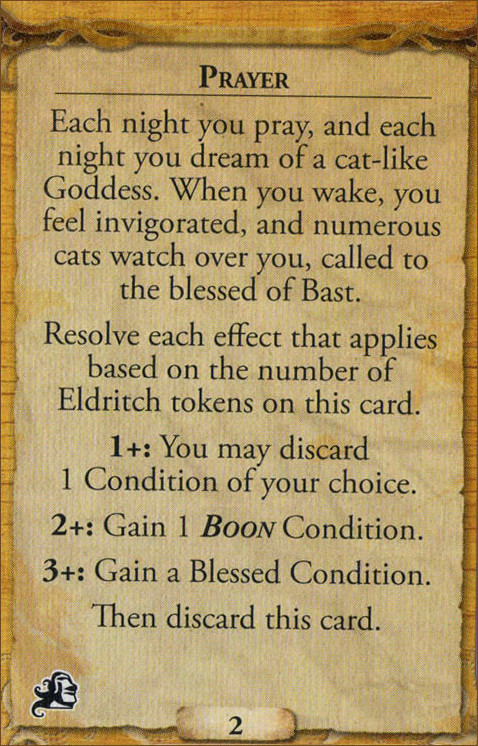 PRAYER
Each night you pray, and each
night you dream of a cat-like
Goddess. When you wake, you
feel invigorated, and numerous
cats watch over you, called to
the blessed of Bast.
Resolve each effect that applies
based on the number of
Eldritch tokens on this card.
1+: You may discard
1 Condition of your choice.
2+: Gain 1 BOON Condition.
3+: Gain a Blessed Condition.
Then discard this card.
2